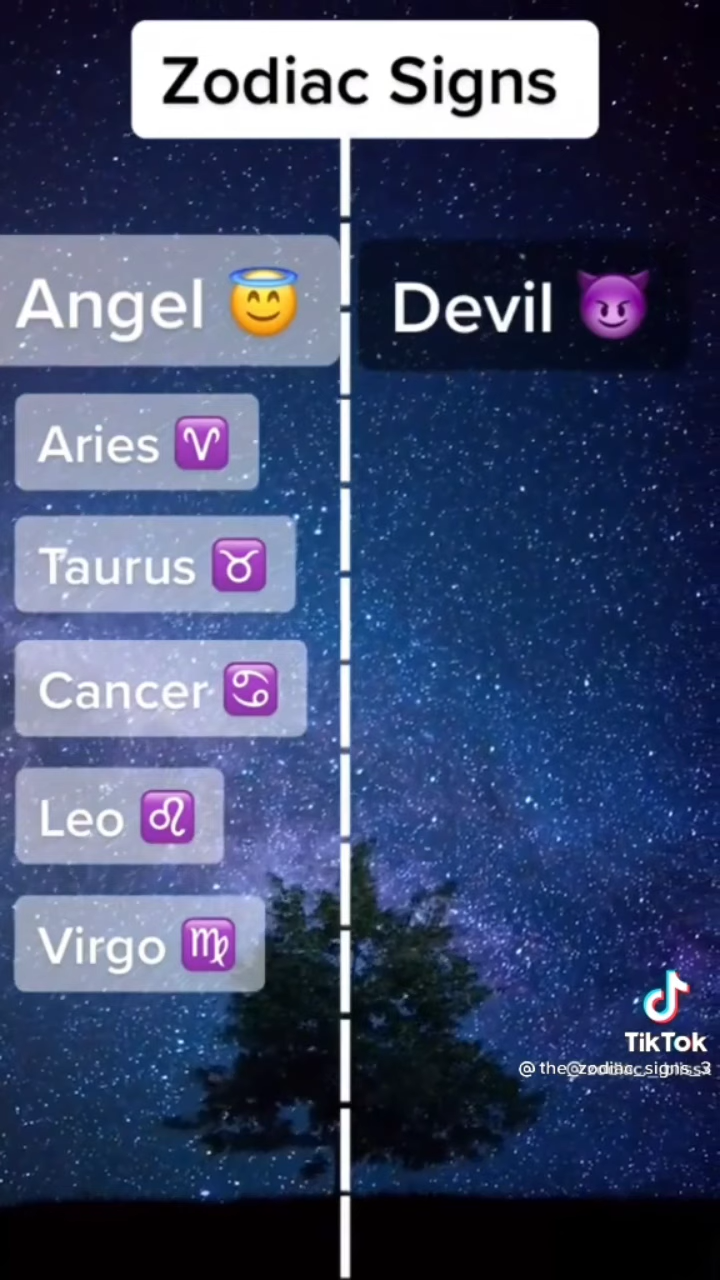 Zodiac Signs
Angel 😇
Devil 😈
Aries ♈
Taurus ♉
Cancer ♋
Leo ♌
Virgo ♍
TikTok